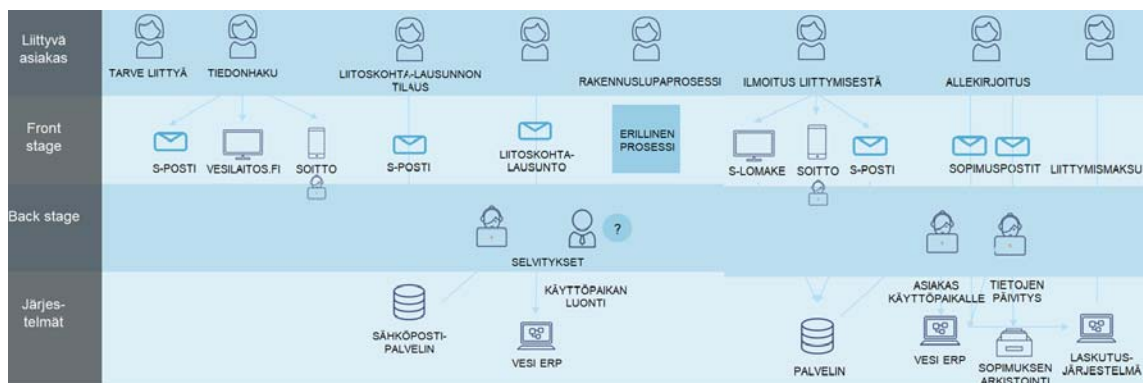 Liittyvä
asiakas
TARVE LIITTYÄ
TIEDONHAKU
LIITOSKOHTA-LAUSUNNON
TILAUS
RAKENNUSLUPAPROSESSI
ILMOITUS LIITTYMISESTÄ
ALLEKIRJOITUS
Front
stage
S-POSTI
VESILAITOS.FI
SOITTO
S-POSTI
LIITOSKOHTA-
LAUSUNTO
ERILLINEN
PROSESSI
S-LOMAKE
SOITTO
S-POSTI
SOPIMUSPOSTIT
LIITTYMISMAKSU
Back stage
?
SELVITYKSET
Järjes-
telmät
SÄHKÖPOSTI-
PALVELIN
KÄYTTÖPAIKAN
LUONTI
VESI ERP
PALVELIN
ASIAKAS
KÄYTTÖPAIKALLE
TIETOJEN
PÄIVITYS
VESI ERP
SOPIMUKSEN
ARKISTOINTI
LASKUTUS-
JÄRJESTELMÄ